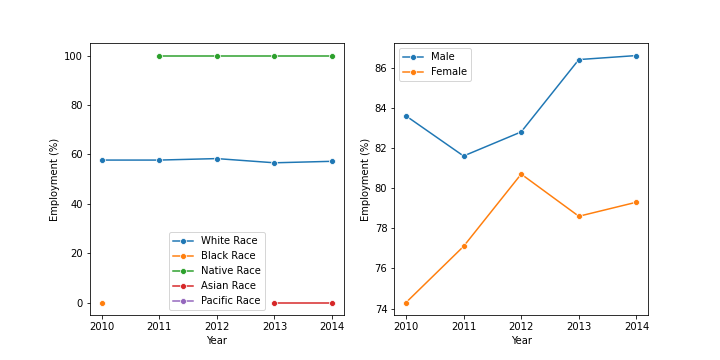 100
80
60
40
20
0
Employment (%)
2010 2011 2012 2013 2014
Year
White Race
Black Race
Native Race
Asian Race
Pacific Race
86
84
82
80
78
76
74
Employment (%)
2010 2011 2012 2013 2014
Year
Male
Female